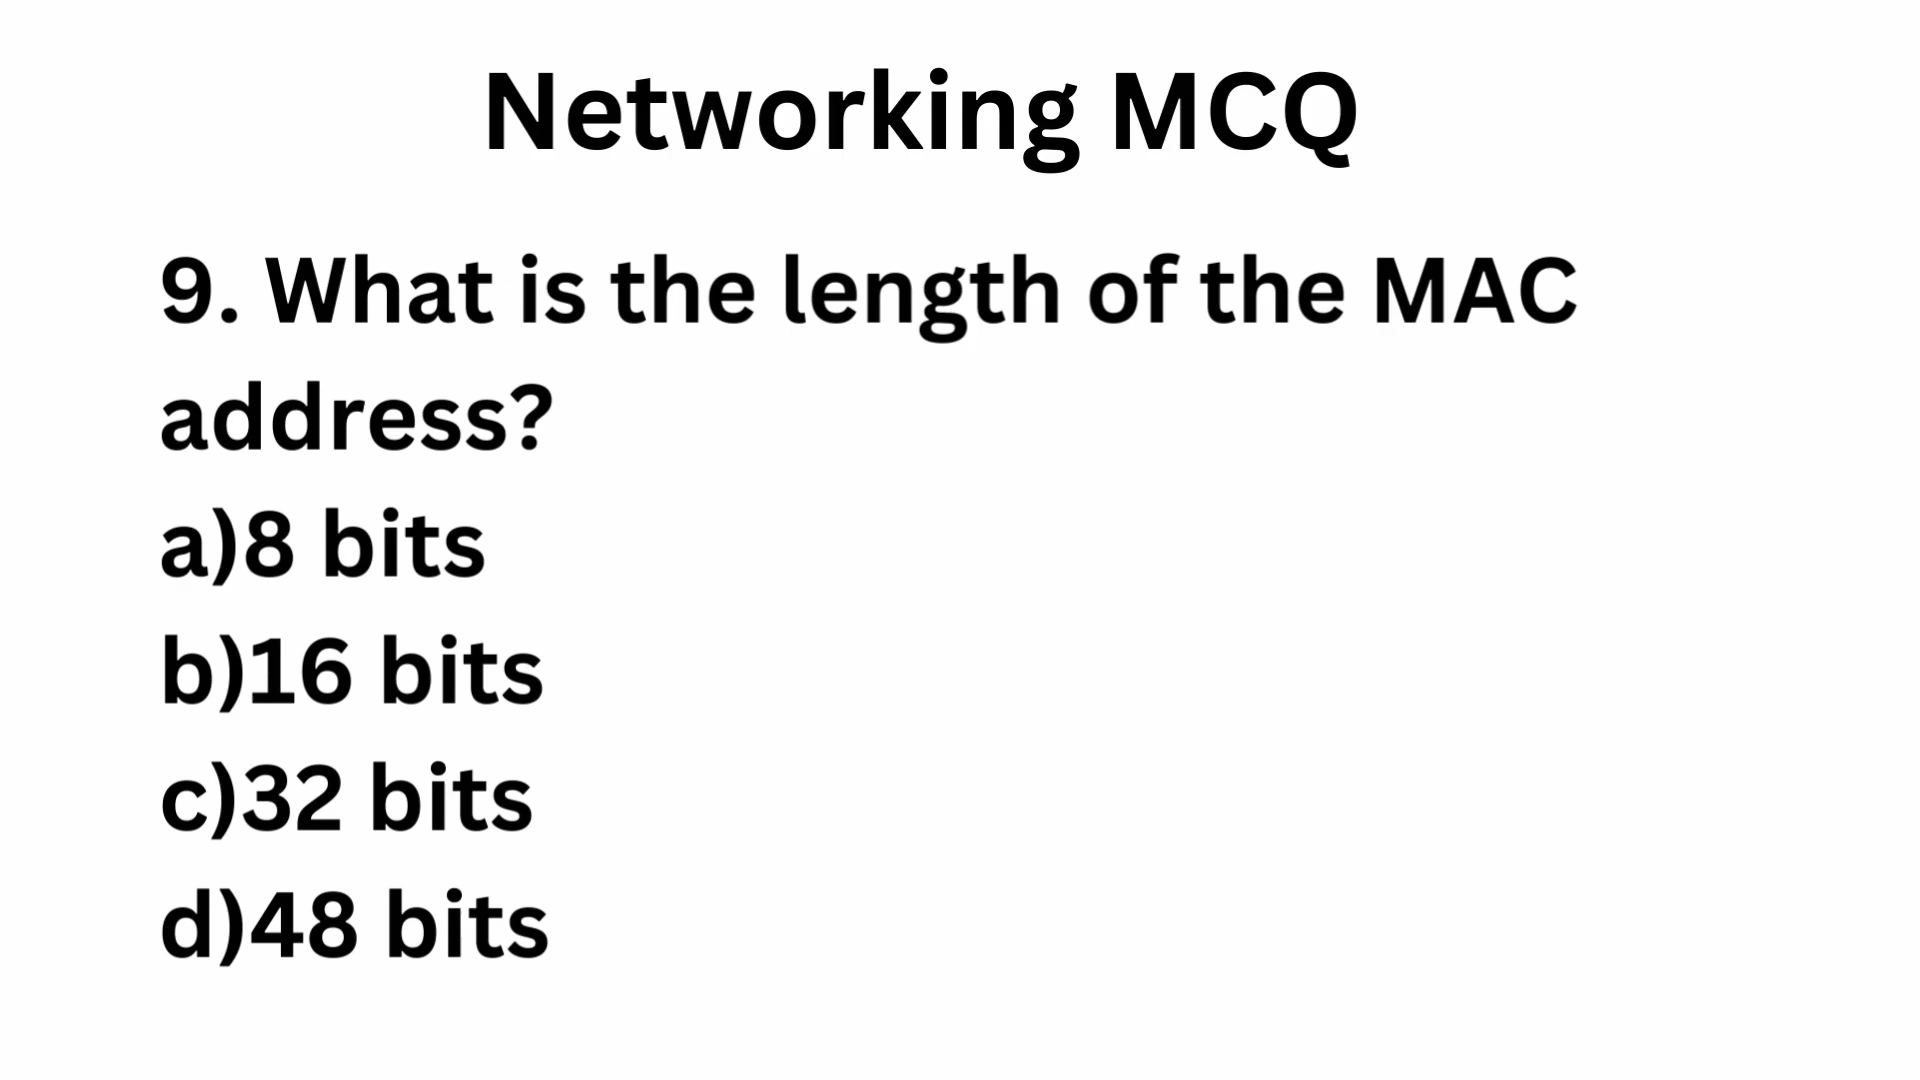 Networking MCQ
9. What is the length of the MAC
address?
a)8 bits
b)16 bits
c)32 bits
d)48 bits